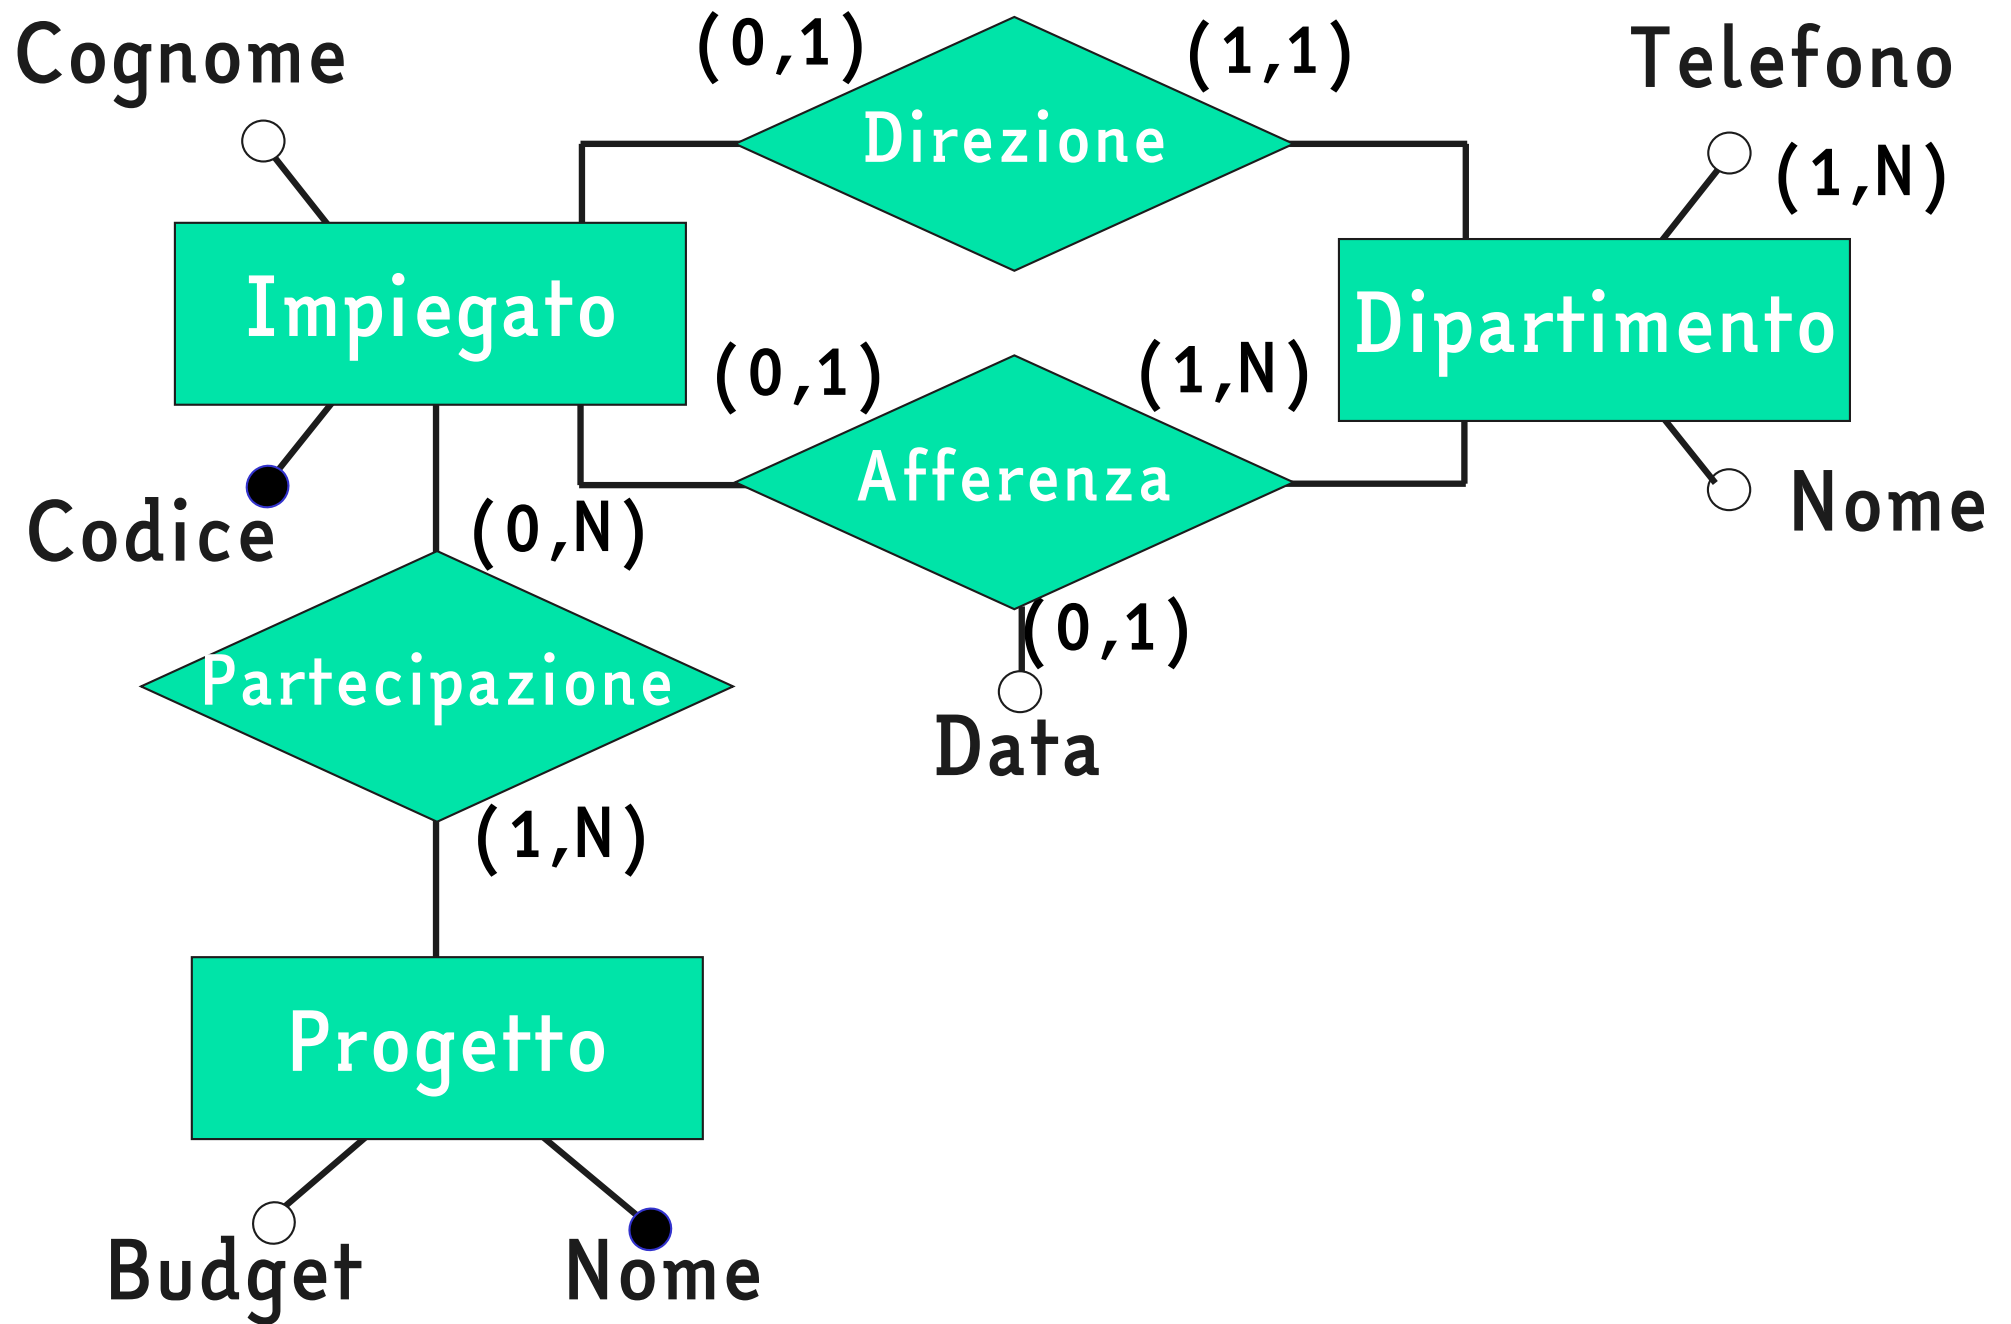 Cognome
(0,1)
(1,1)
Telefono
Direzione
(1,N)
Impiegato
Dipartimento
(0,1)
(1,N)
Afferenza
Codice
(0,N)
Nome
(0,1)
Partecipazione
Data
(1,N)
Progetto
Budget
Nome